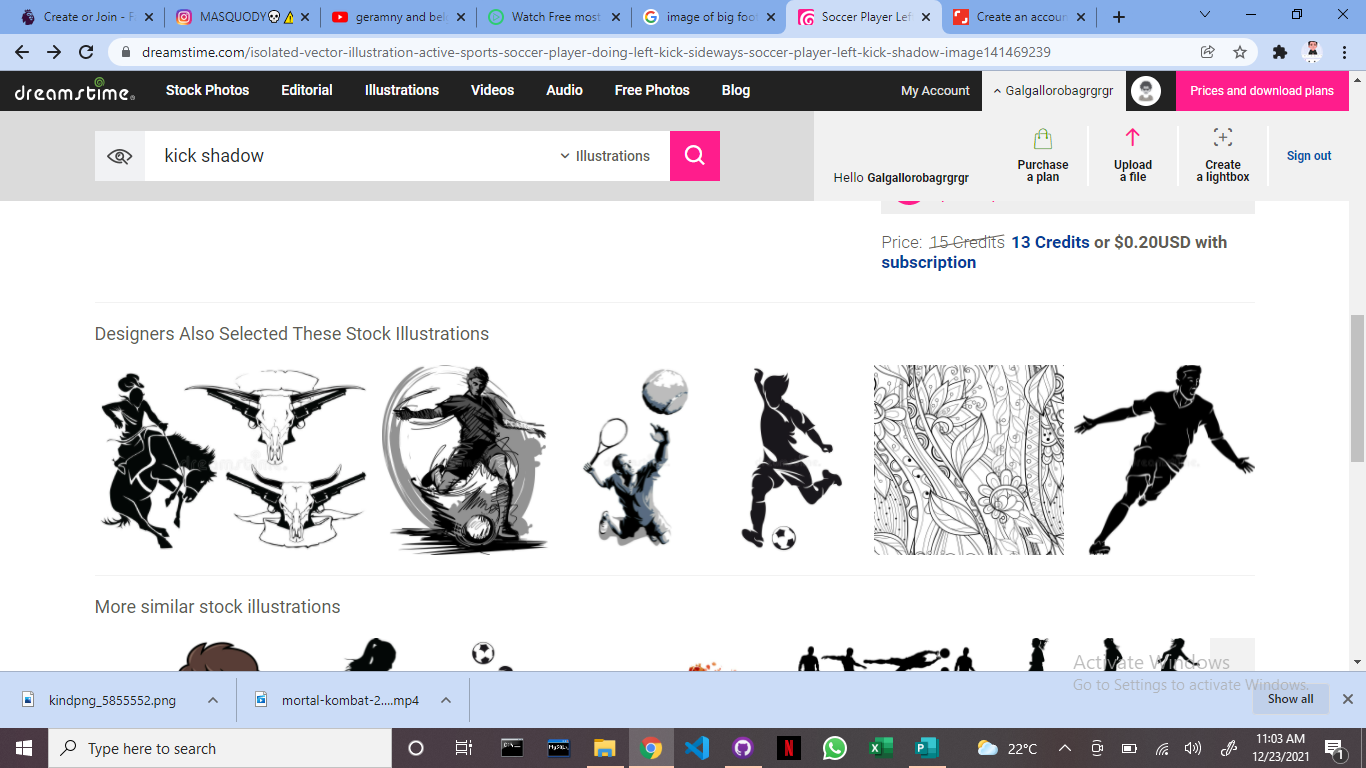 Create or Join - F
MASQUODY💀⚠
geramny and bel
Watch Free most
image of big foo
Soccer Player Lef
Create an accoun
dreamstime.com/isolated-vector-illustration-active-sports-soccer-player-doing-left-kick-sideways-soccer-player-left-kick-shadow-image141469239
dreamstime®
Stock Photos
Editorial
Illustrations
Videos
Audio
Free Photos
Blog
My Account
Galgallorobagrgrgr
Prices and download plans
kick shadow
Illustrations
Hello Galgallorobagrgrgr
Purchase
a plan
Upload
a file
Create
a lightbox
Sign out
Price: 15 Credits 13 Credits or $0.20USD with
subscription
Designers Also Selected These Stock Illustrations
More similar stock illustrations
Activate Windows
Go to Settings to activate Windows.
kindpng_5855552.png
mortal-kombat-2....mp4
Show all
Type here to search
22°C
11:03 AM
12/23/2021
1